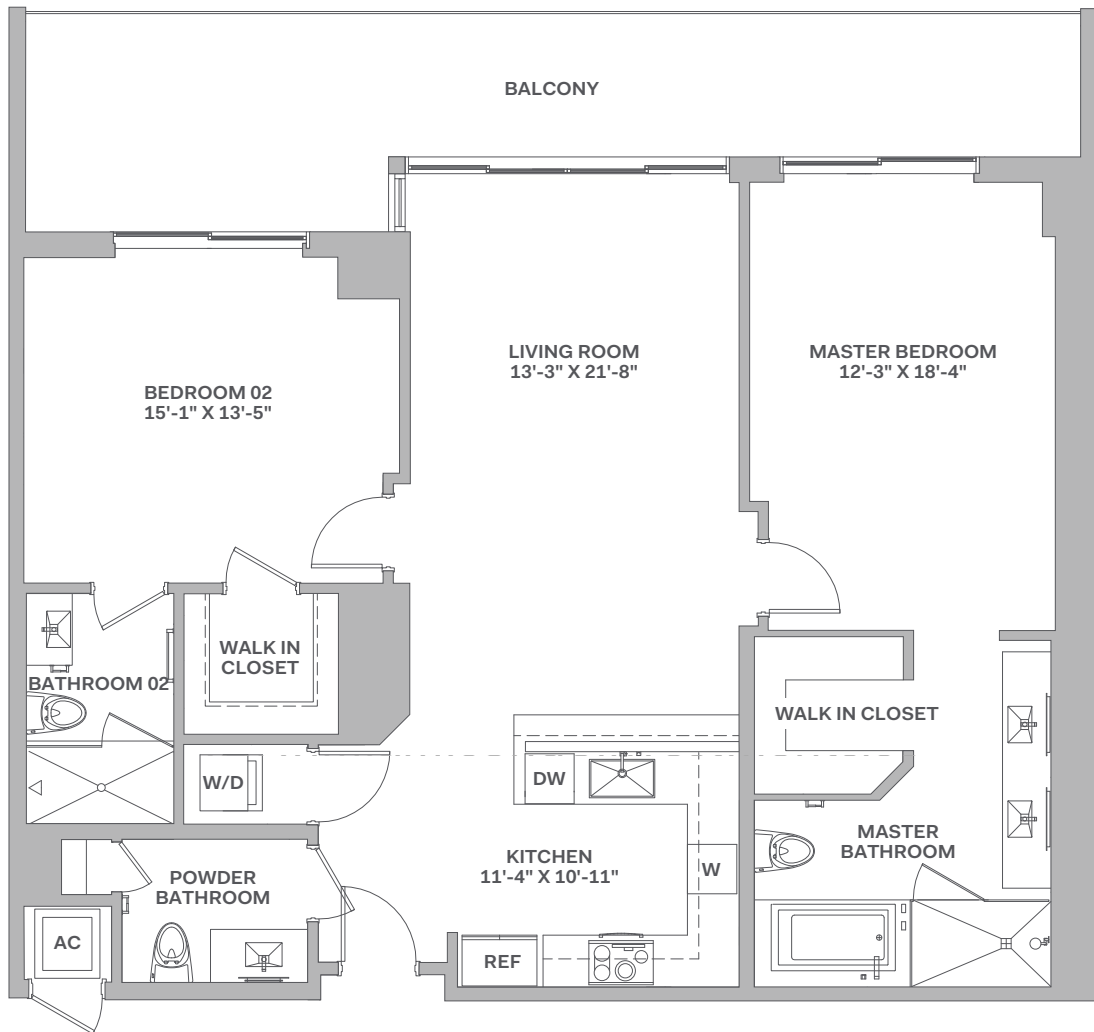 BALCONY
LIVING ROOM
13'-3" X 21'-8"
MASTER BEDROOM
12'-3" X 18'-4"
BEDROOM 02
15'-1" X 13'-5"
WALK IN
CLOSET
BATHROOM 02
WALK IN CLOSET
W/D
DW
MASTER
BATHROOM
KITCHEN
11'-4" X 10'-11"
W
POWDER
BATHROOM
AC
REF